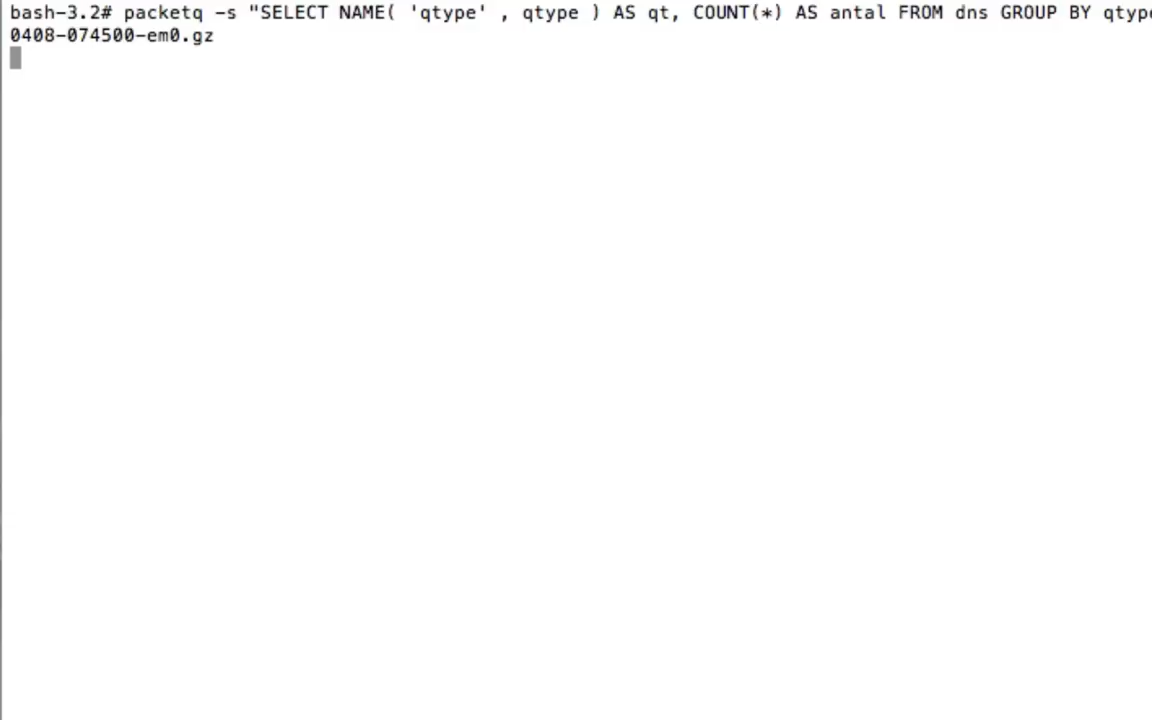 bash-3.2# packetq -s "SELECT NAME( 'qtype' , qtype ) AS qt, COUNT(*) AS antal FROM dns GROUP BY qtype
0408-074500-em0.gz